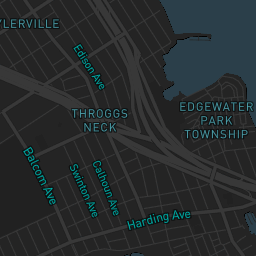 YLERVILLE
Edison Ave
THROGGS
NECK
EDGEWATER
PARK
TOWNSHIP
Balcom Ave
Swinton Ave
Calhoun Ave
Harding Ave